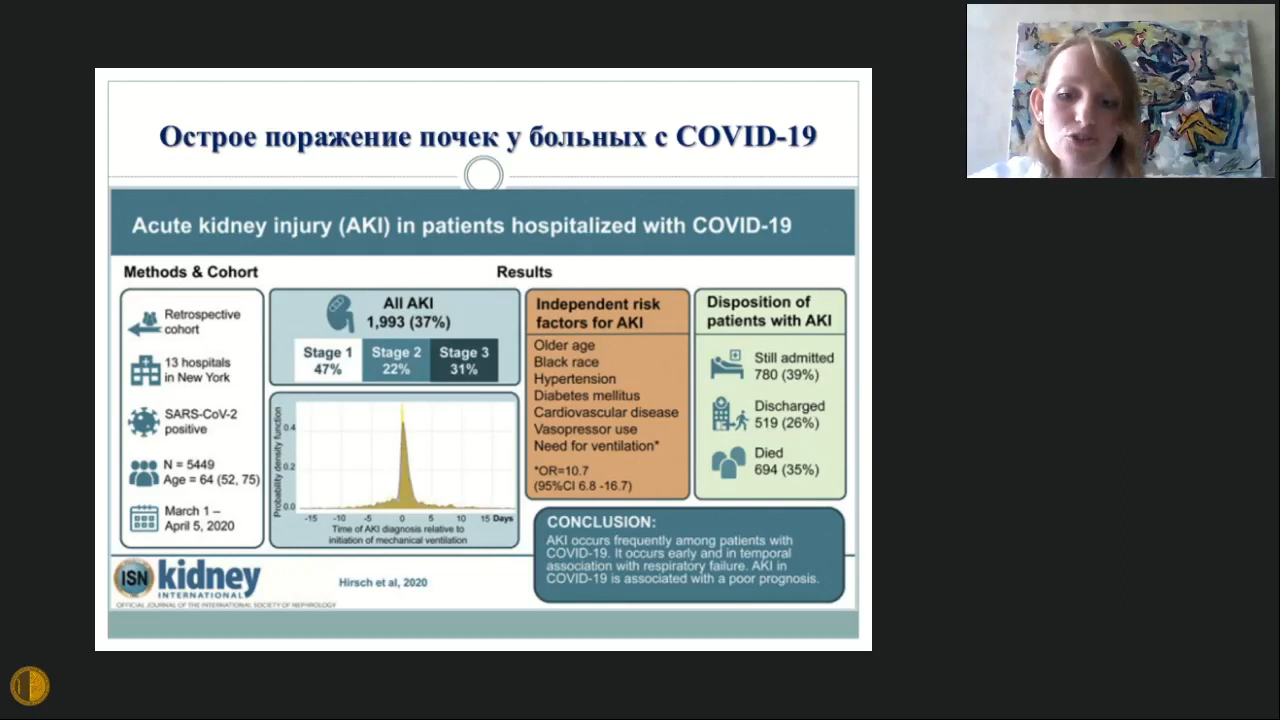 Острое поражение почек у больных с COVID-19
Acute kidney injury (AKI) in patients hospitalized with COVID-19
Methods & Cohort
Results
Retrospective
cohort
13 hospitals
in New York
SARS-CoV-2
positive
N = 5449
Age = 64 (52, 75)
March 1 –
April 5, 2020
All AKI
1,993 (37%)
Stage 1
47%
Stage 2
22%
Stage 3
31%
Probability density function
0.4
0.2
0.0
-15 -10 -5 0 5 10 15 Days
Time of AKI diagnosis relative to
initiation of mechanical ventilation
Independent risk
factors for AKI
Older age
Black race
Hypertension
Diabetes mellitus
Cardiovascular disease
Vasopressor use
Need for ventilation*
*OR=10.7
(95%CI 6.8 -16.7)
Disposition of
patients with AKI
Still admitted
780 (39%)
Discharged
519 (26%)
Died
694 (35%)
CONCLUSION:
AKI occurs frequently among patients with
COVID-19. It occurs early and in temporal
association with respiratory failure. AKI in
COVID-19 is associated with a poor prognosis.
ISN
kidney
INTERNATIONAL
OFFICIAL JOURNAL OF THE INTERNATIONAL SOCIETY OF NEPHROLOGY
Hirsch et al, 2020